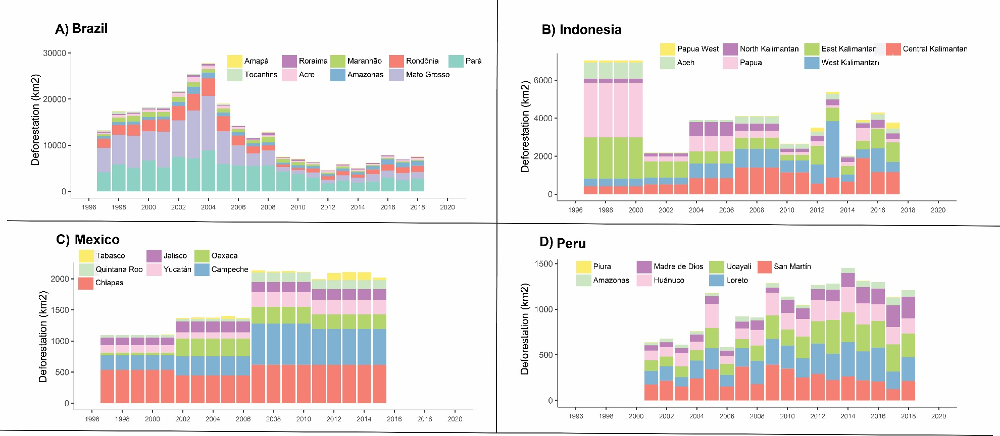 A) Brazil
30000
20000
10000
0
Deforestation (km2)
Amapá Roraima Maranhão Rondônia Pará
Tocantins Acre Amazonas Mato Grosso
1996 1998 2000 2002 2004 2006 2008 2010 2012 2014 2016 2018 2020
B) Indonesia
Papua West North Kalimantan East Kalimantan Central Kalimantan
Aceh Papua West Kalimantan
6000
4000
2000
0
Deforestation (km2)
1996 1998 2000 2002 2004 2006 2008 2010 2012 2014 2016 2018 2020
C) Mexico
Tabasco Jalisco Oaxaca
Quintana Roo Yucatán Campeche
Chiapas
2000
1500
1000
500
0
Deforestation (km2)
1996 1998 2000 2002 2004 2006 2008 2010 2012 2014 2016 2018 2020
D) Peru
1500
1000
500
0
Deforestation (km2)
Piura Madre de Dios Ucayali San Martín
Amazonas Huánuco Loreto
1996 1998 2000 2002 2004 2006 2008 2010 2012 2014 2016 2018 2020